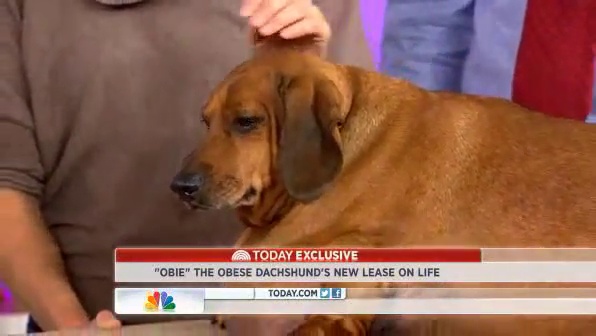 TODAY EXCLUSIVE
"OBIE" THE OBESE DACHSHUND'S NEW LEASE ON LIFE
TODAY.COM